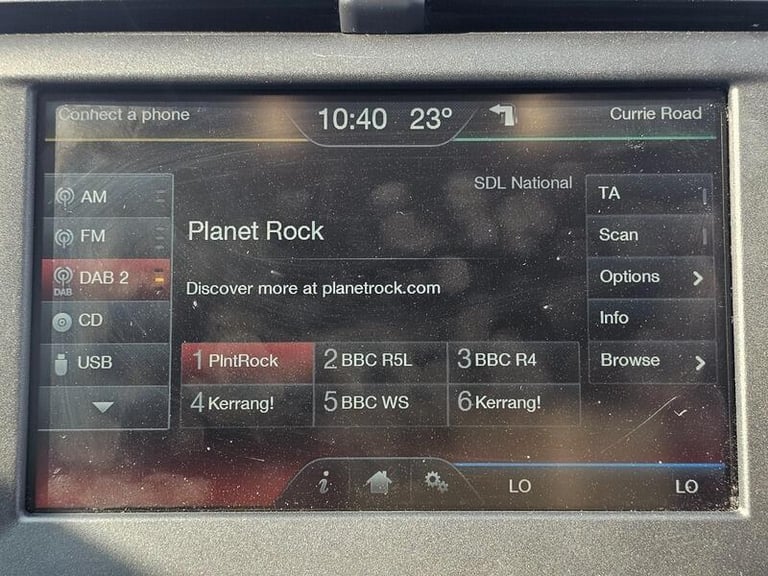 Connect a phone 10:40 23º Currie Road
SDL National
AM
FM
DAB 2
DAB
CD
USB
Planet Rock
Discover more at planetrock.com
1 PlntRock 2 BBC R5L 3 BBC R4
4 Kerrang! 5 BBC WS 6 Kerrang!
TA
Scan
Options
Info
Browse
i LO LO